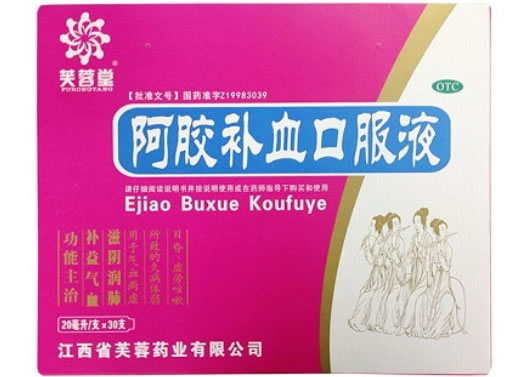 芙蓉堂
FURONGTANG
【批准文号】国药准字Z19983039
OTC
阿胶补血口服液
请仔细阅读说明书并按说明使用或在药师指导下购买和使用
Ejiao Buxue Koufuye
功能主治
补益气血
滋阴润肺
用于气血两虚
所致的久病体弱
目昏、虚劳咳嗽
20毫升/支x30支
江西省芙蓉药业有限公司